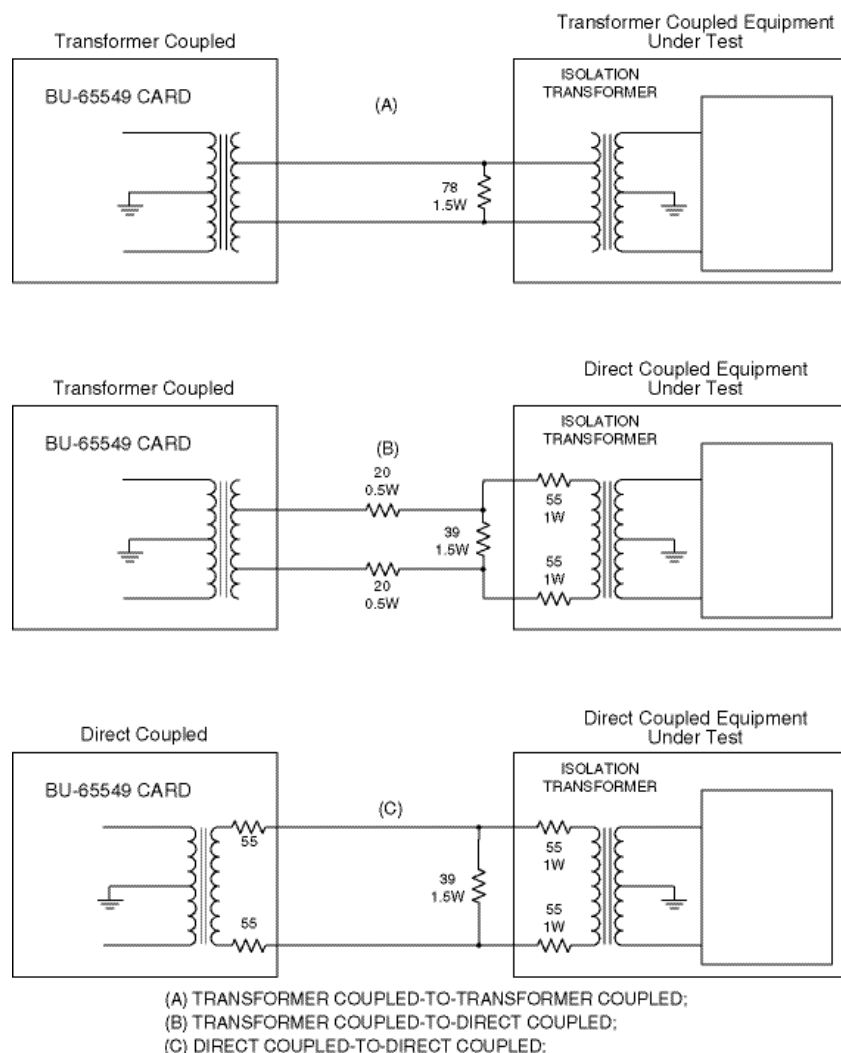 Transformer Coupled
Transformer Coupled Equipment
Under Test
BU-65549 CARD
(A)
ISOLATION
TRANSFORMER
78
1.5W
Transformer Coupled
Direct Coupled Equipment
Under Test
BU-65549 CARD
(B)
ISOLATION
TRANSFORMER
20
0.5W
39
1.5W
55
1W
55
1W
20
0.5W
Direct Coupled
Direct Coupled Equipment
Under Test
BU-65549 CARD
(C)
ISOLATION
TRANSFORMER
55
55
1W
39
1.5W
55
55
1W
(A) TRANSFORMER COUPLED-TO-TRANSFORMER COUPLED;
(B) TRANSFORMER COUPLED-TO-DIRECT COUPLED;
(C) DIRECT COUPLED-TO-DIRECT COUPLED;